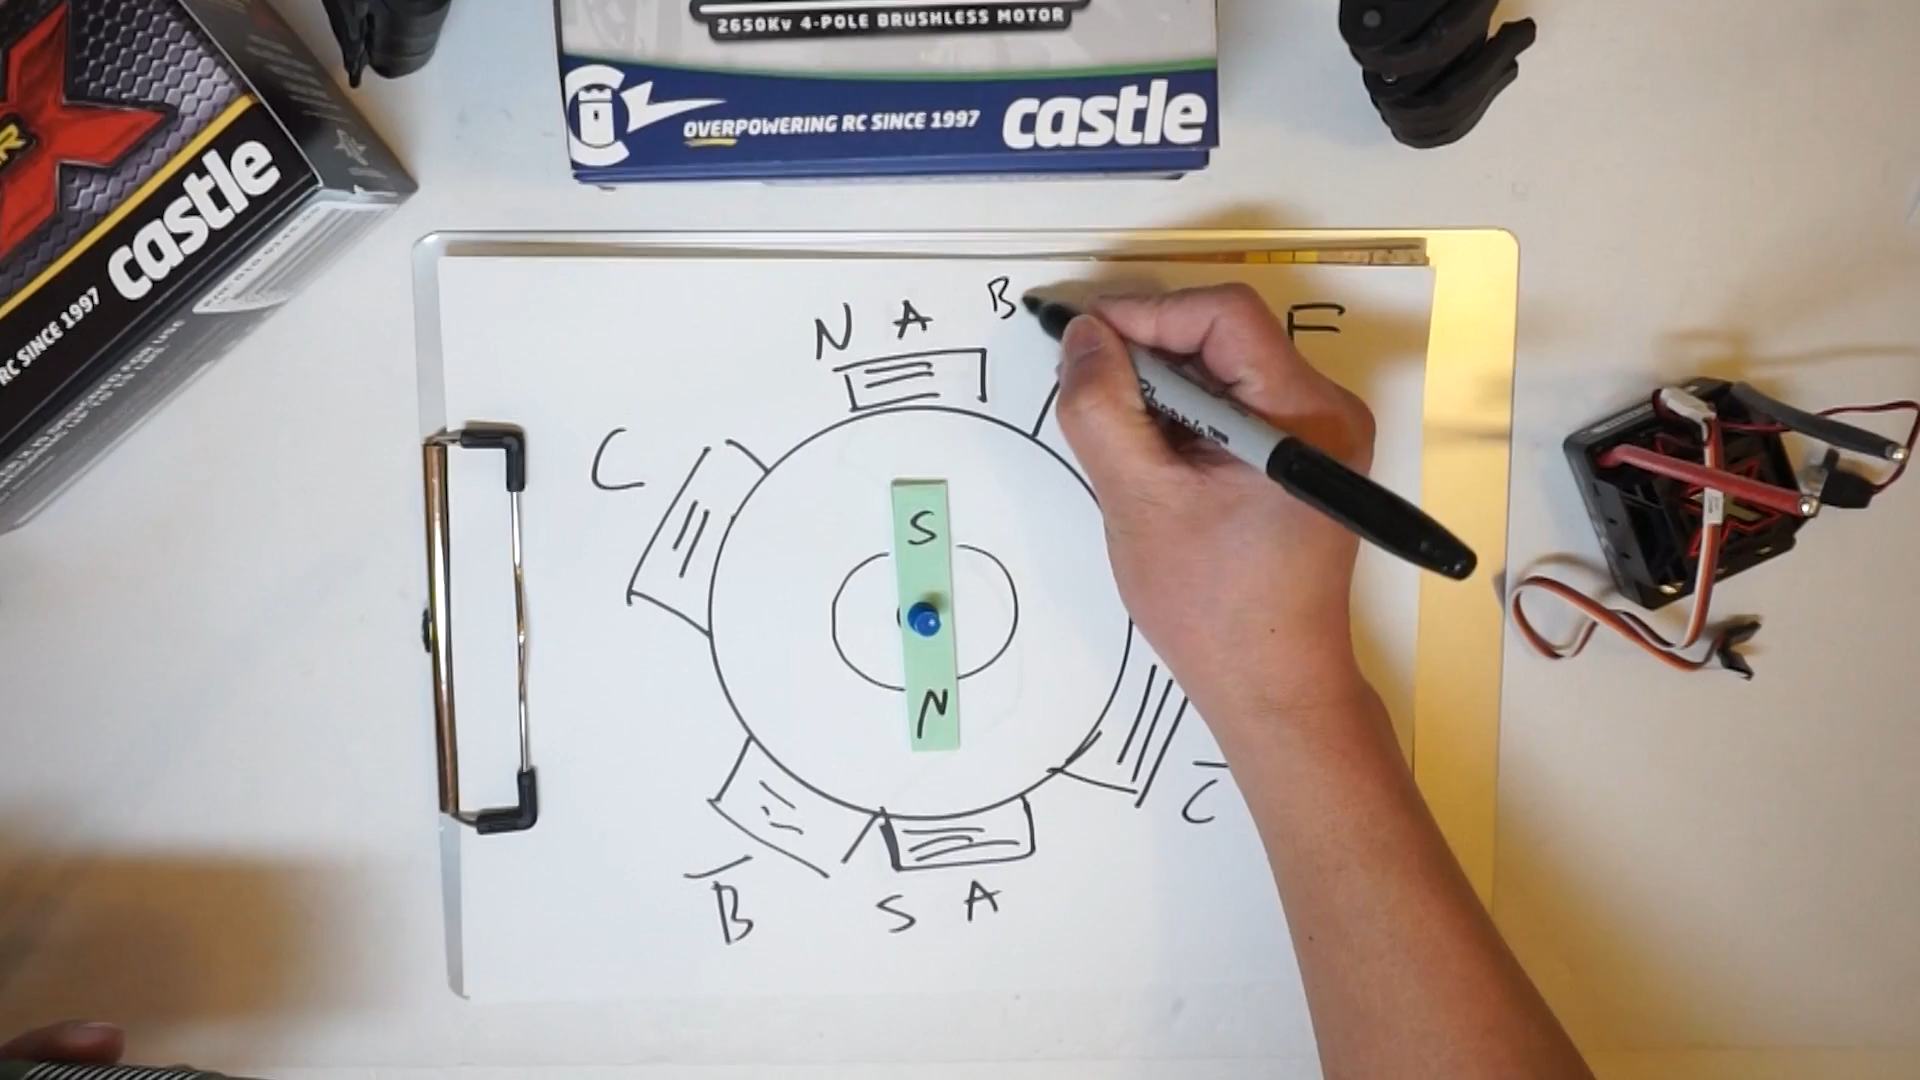 2650Kv 4-POLE BRUSHLESS MOTOR
OVERPOWERING RC SINCE 1997
castle
castle
RC SINCE 1997
N A B
F
C
S
N
C̅
B̅
S A